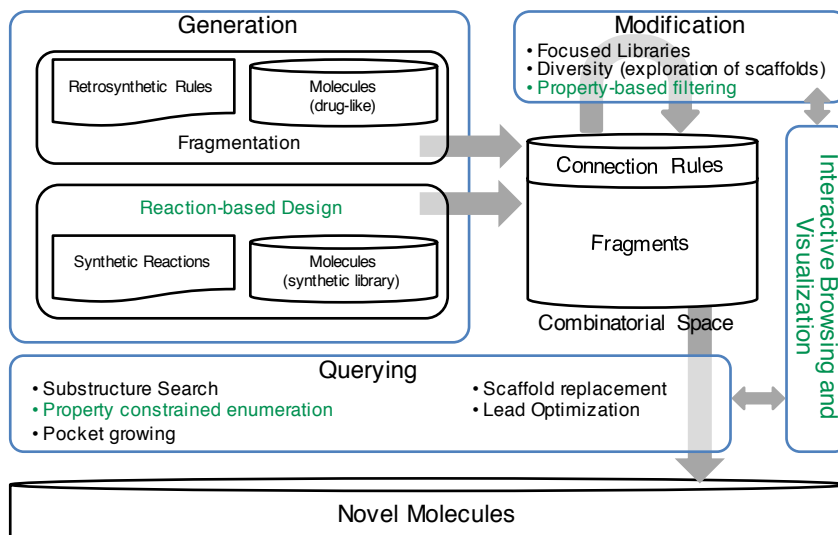 Generation
Retrosynthetic Rules
Molecules
(drug-like)
Fragmentation
Reaction-based Design
Synthetic Reactions
Molecules
(synthetic library)
Modification
• Focused Libraries
• Diversity (exploration of scaffolds)
• Property-based filtering
Connection Rules
Fragments
Combinatorial Space
Interactive Browsing and
Visualization
Querying
• Substructure Search
• Property constrained enumeration
• Pocket growing
• Scaffold replacement
• Lead Optimization
Novel Molecules